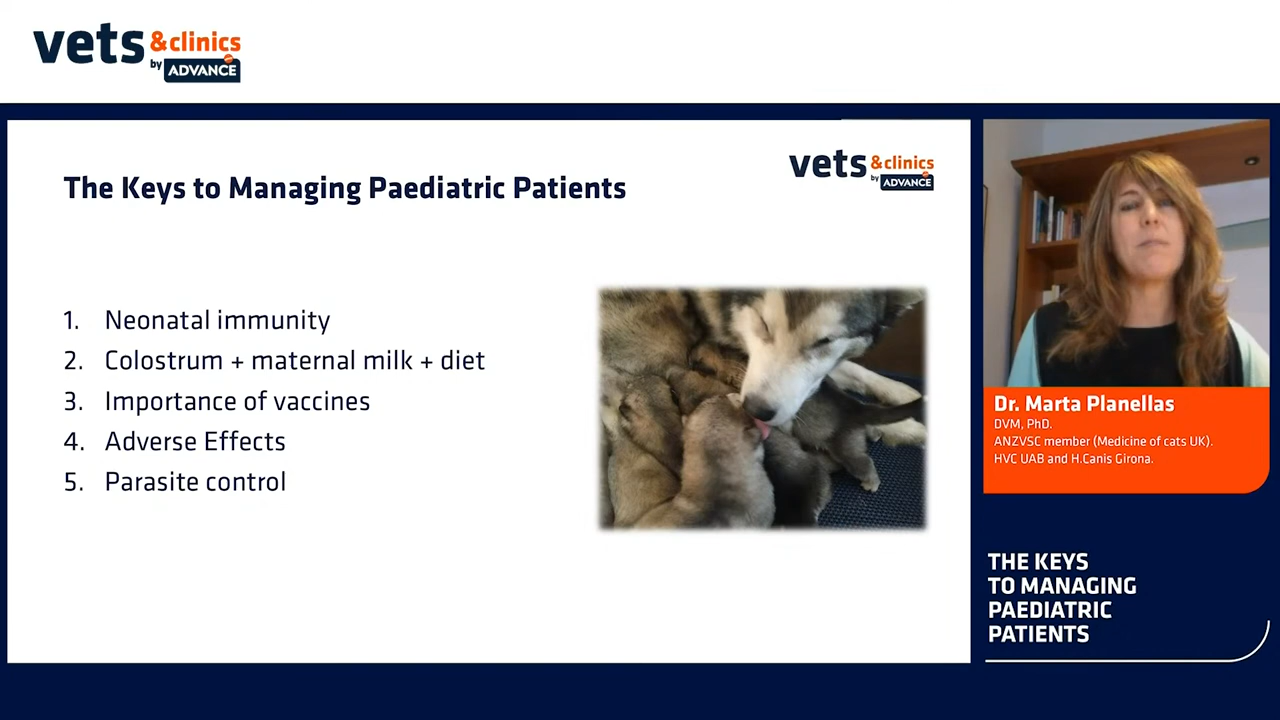 vets &clinics
by ADVANCE
The Keys to Managing Paediatric Patients
vets &clinics
by ADVANCE
1. Neonatal immunity
2. Colostrum + maternal milk + diet
3. Importance of vaccines
4. Adverse Effects
5. Parasite control
Dr. Marta Planellas
DVM, PhD.
ANZVSC member (Medicine of cats UK).
HVC UAB and H.Canis Girona.
THE KEYS
TO MANAGING
PAEDIATRIC
PATIENTS